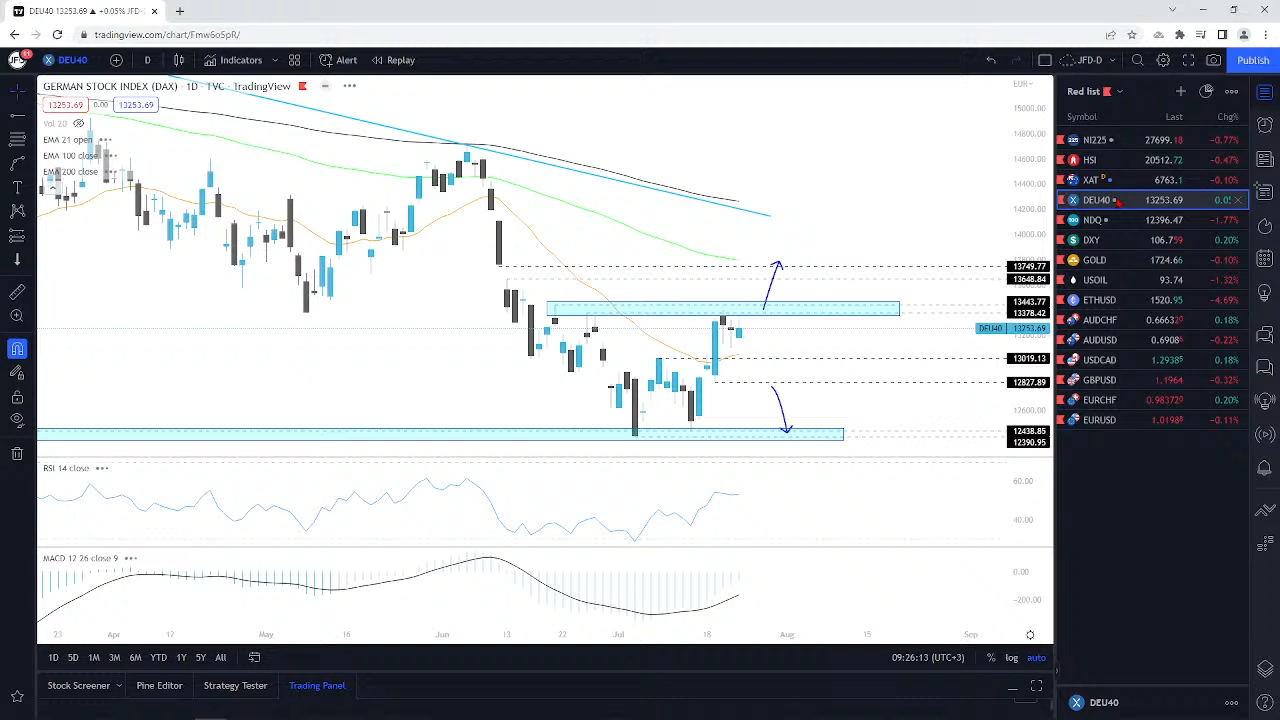 DEU40 13253.69 ▲ +0.05% JFD-D
tradingview.com/chart/Fmw6o5pR/
11
DEU40
D
Indicators
Alert
Replay
JFD-D
Publish
GERMAN STOCK INDEX (DAX) · 1D · TVC · TradingView
13253.69 0.00 13253.69
Vol 20
EMA 21 open
EMA 100 close
EMA 200 close
EUR
15000.00
14800.00
14600.00
14400.00
14200.00
14000.00
13749.77
13648.84
13443.77
13378.42
DEU40 13253.69
13019.13
12827.89
12600.00
12438.85
12390.95
RSI 14 close
60.00
40.00
MACD 12 26 close 9
0.00
−200.00
23 Apr 12 May 16 Jun 13 22 Jul 18 Aug 15 Sep
1D 5D 1M 3M 6M YTD 1Y 5Y All
09:26:13 (UTC+3) % log auto
Stock Screener Pine Editor Strategy Tester Trading Panel
Red list
Symbol Last Chg%
NI225 27699.18 −0.77%
HSI 20512.72 −0.47%
XAT D 6763.1 −0.10%
DEU40 13253.69 0.05
NDQ 12396.47 −1.77%
DXY 106.759 0.20%
GOLD 1724.66 −0.10%
USOIL 93.74 −1.32%
ETHUSD 1520.95 −4.69%
AUDCHF 0.18%
AUDUSD 0.6906 −0.22%
USDCAD 1.29385 0.18%
GBPUSD 1.1964 −0.32%
EURCHF 0.98372 0.20%
EURUSD 1.0198 −0.11%
DEU40